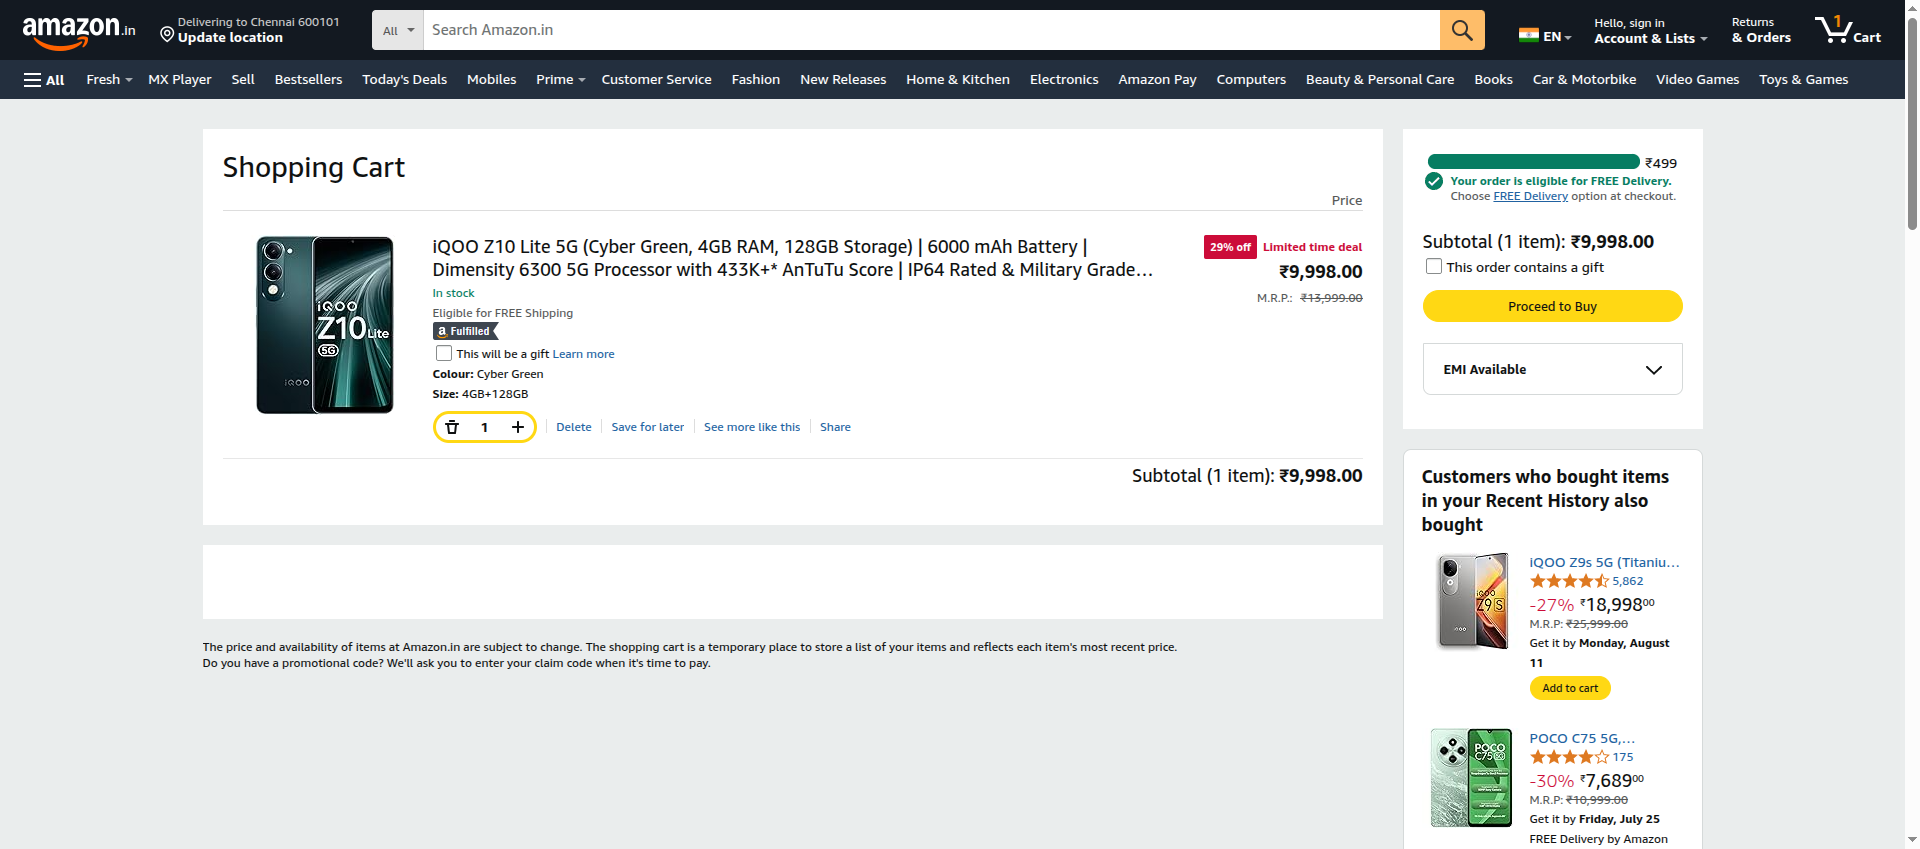 amazon.in
Delivering to Chennai 600101
Update location
All
Search Amazon.in
EN
Hello, sign in
Account & Lists
Returns
& Orders
1
Cart
All
Fresh
MX Player
Sell
Bestsellers
Today's Deals
Mobiles
Prime
Customer Service
Fashion
New Releases
Home & Kitchen
Electronics
Amazon Pay
Computers
Beauty & Personal Care
Books
Car & Motorbike
Video Games
Toys & Games
Shopping Cart
Price
iQOO
Z10 Lite
5G
iQOO
iQOO Z10 Lite 5G (Cyber Green, 4GB RAM, 128GB Storage) | 6000 mAh Battery |
Dimensity 6300 5G Processor with 433K+* AnTuTu Score | IP64 Rated & Military Grade…
In stock
Eligible for FREE Shipping
a Fulfilled
This will be a gift Learn more
Colour: Cyber Green
Size: 4GB+128GB
1
Delete
Save for later
See more like this
Share
29% off Limited time deal
₹9,998.00
M.R.P.: ₹13,999.00
Subtotal (1 item): ₹9,998.00
The price and availability of items at Amazon.in are subject to change. The shopping cart is a temporary place to store a list of your items and reflects each item's most recent price.
Do you have a promotional code? We'll ask you to enter your claim code when it's time to pay.
₹499
Your order is eligible for FREE Delivery.
Choose FREE Delivery option at checkout.
Subtotal (1 item): ₹9,998.00
This order contains a gift
Proceed to Buy
EMI Available
Customers who bought items
in your Recent History also
bought
iQOO
Z9S
iQOO
iQOO Z9s 5G (Titaniu…
5,862
-27% ₹18,99800
M.R.P: ₹25,999.00
Get it by Monday, August
11
Add to cart
POCO
C75 5G
POCO C75 5G,…
175
-30% ₹7,68900
M.R.P: ₹10,999.00
Get it by Friday, July 25
FREE Delivery by Amazon